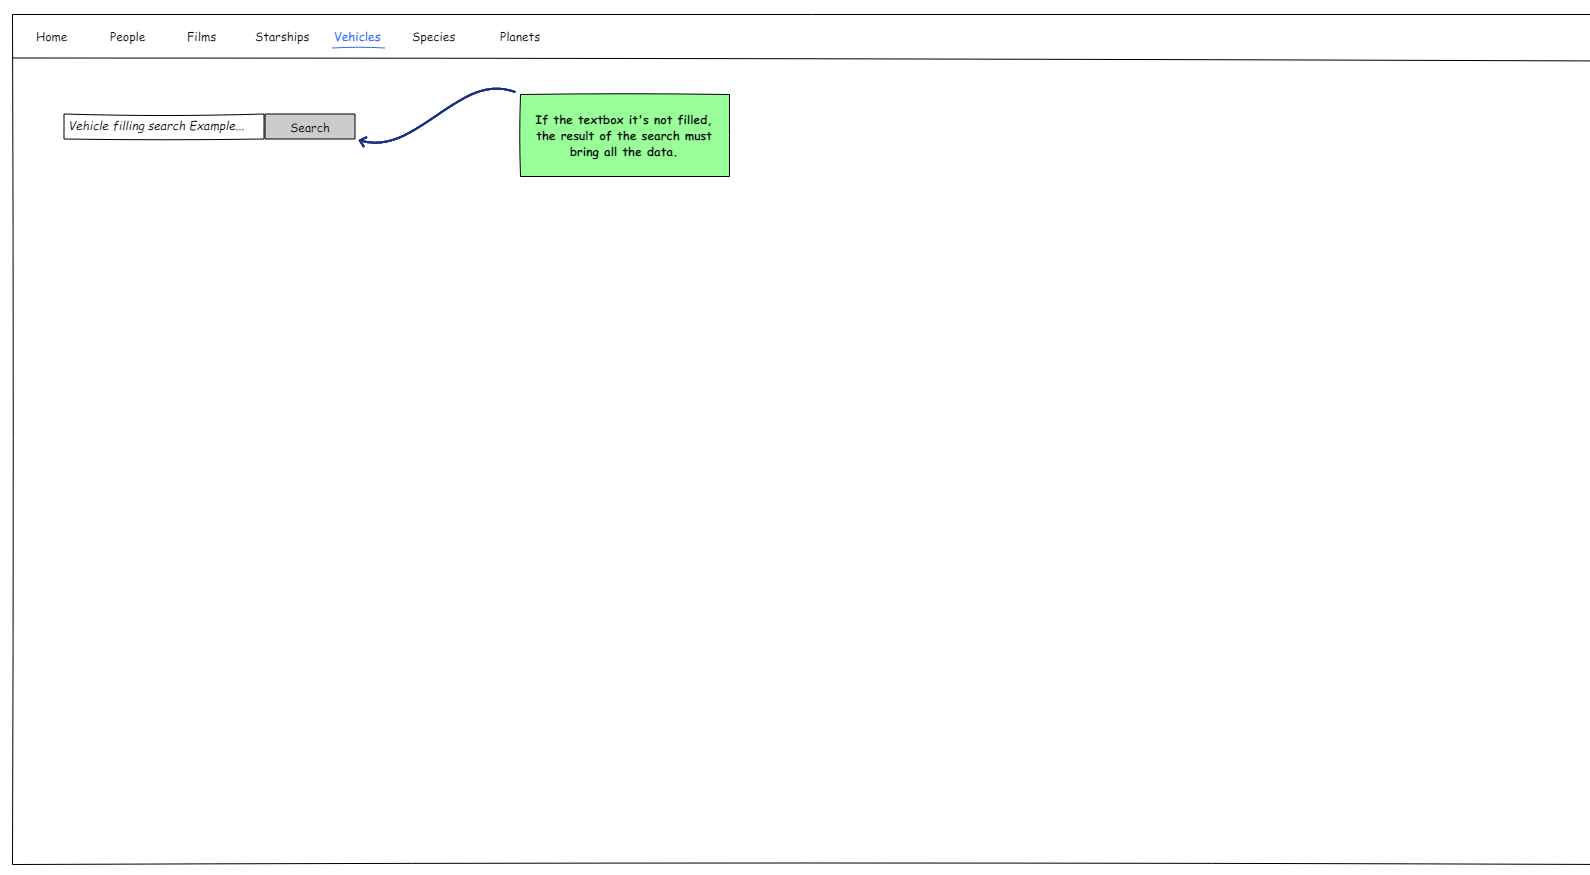 Home People Films Starships Vehicles Species Planets
Vehicle filling search Example... Search
If the textbox it's not filled,
the result of the search must
bring all the data.